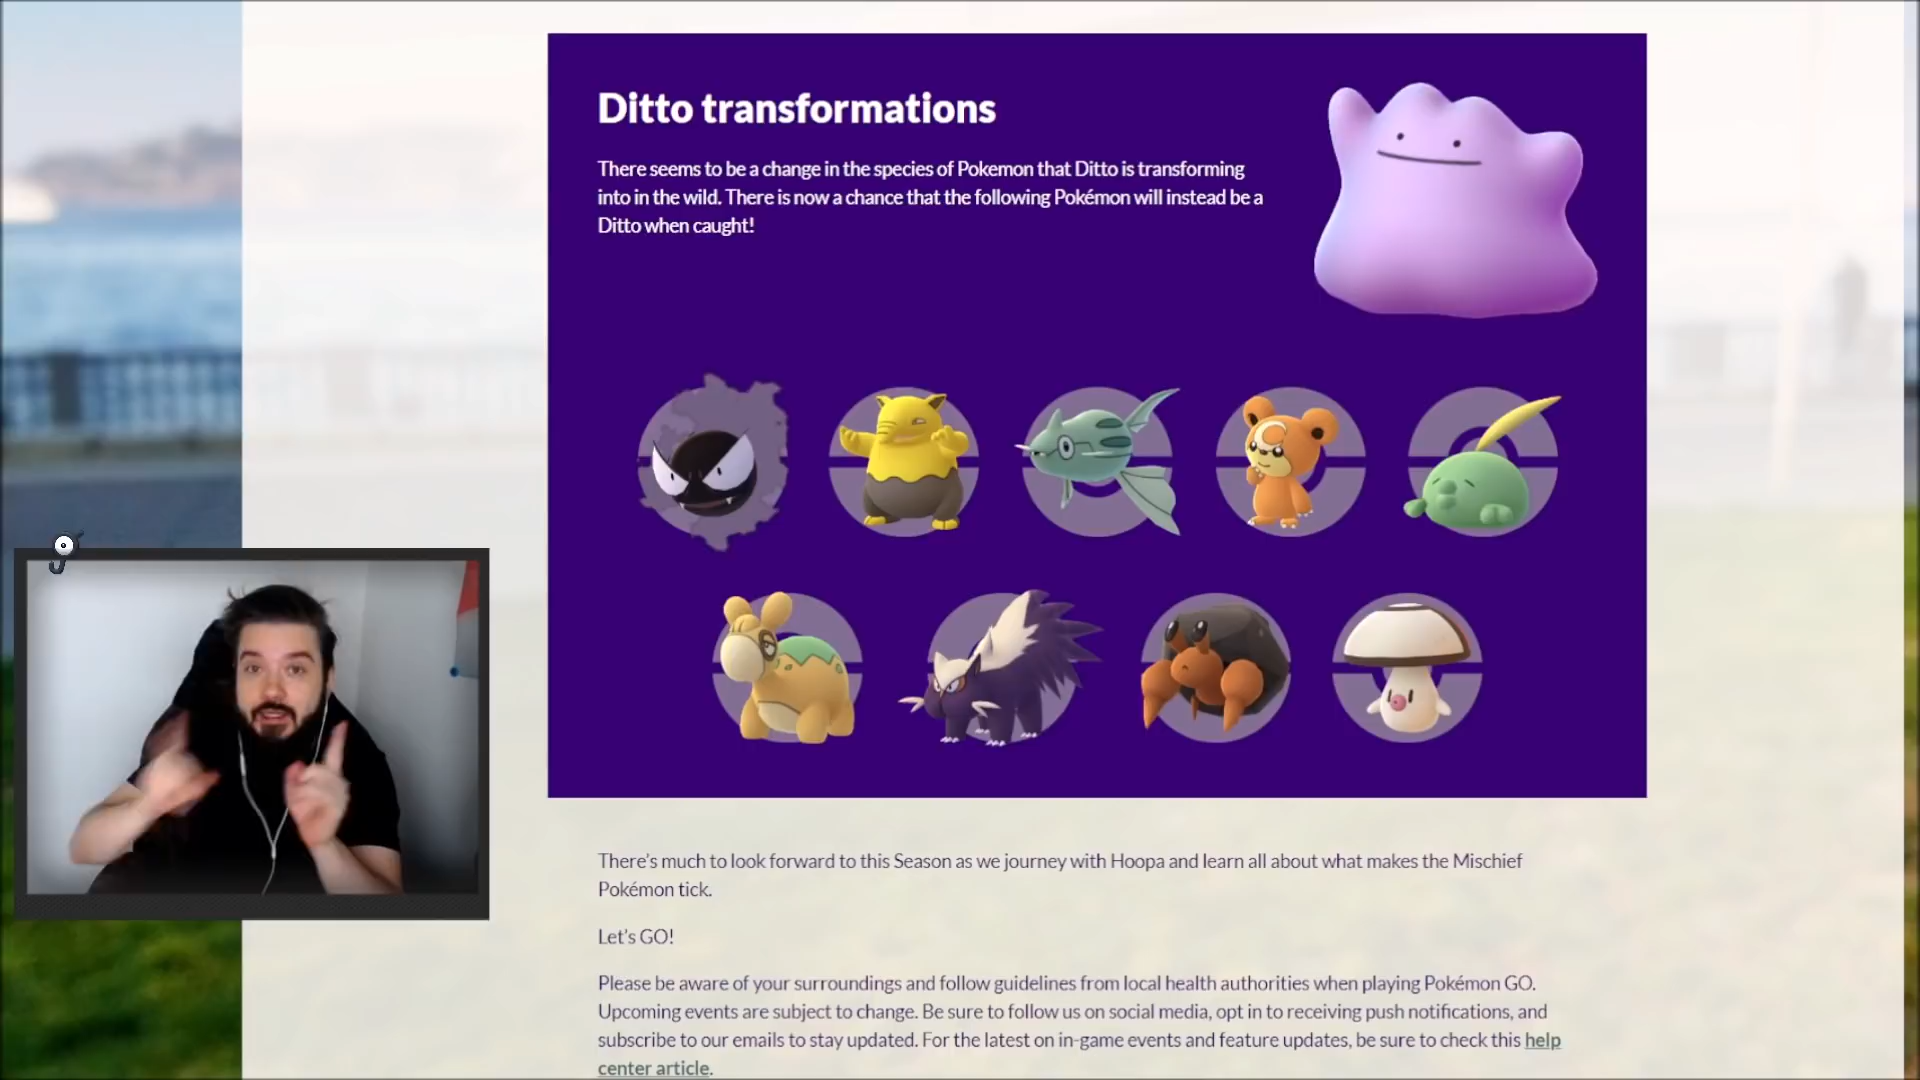 Ditto transformations
There seems to be a change in the species of Pokemon that Ditto is transforming
into in the wild. There is now a chance that the following Pokémon will instead be a
Ditto when caught!
There's much to look forward to this Season as we journey with Hoopa and learn all about what makes the Mischief
Pokémon tick.
Let's GO!
Please be aware of your surroundings and follow guidelines from local health authorities when playing Pokémon GO.
Upcoming events are subject to change. Be sure to follow us on social media, opt in to receiving push notifications, and
subscribe to our emails to stay updated. For the latest on in-game events and feature updates, be sure to check this help
center article.